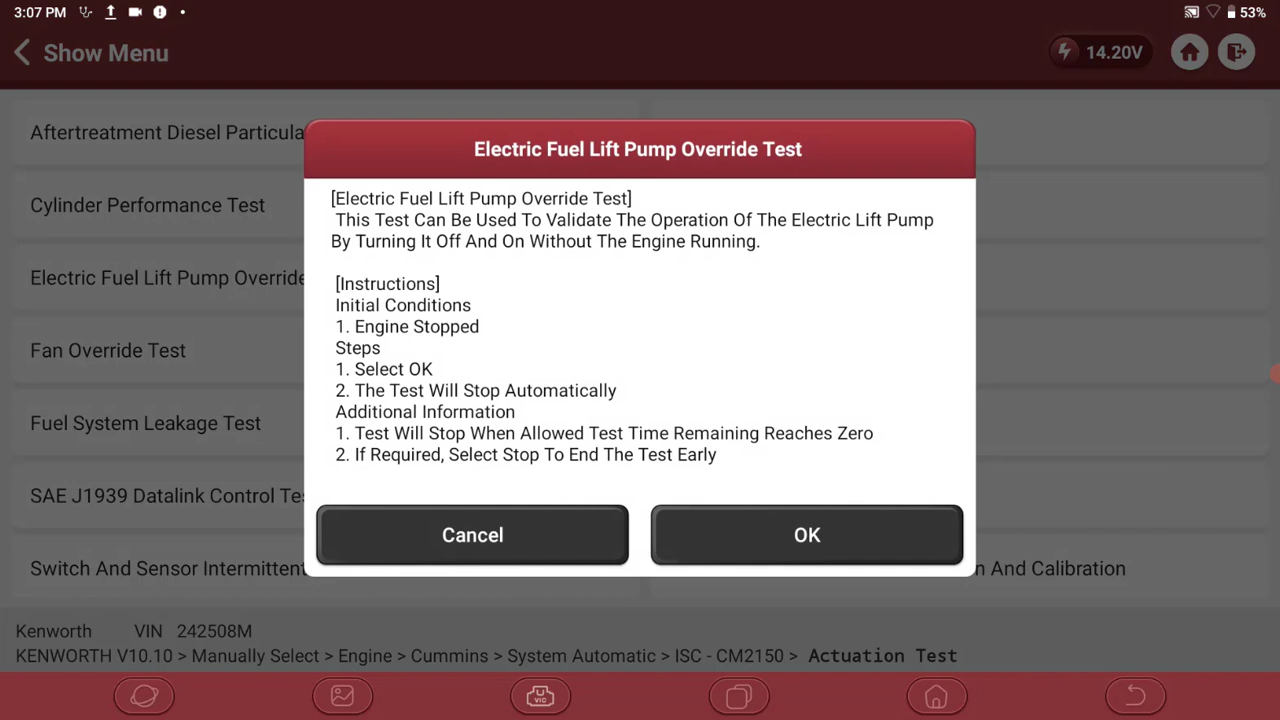 3:07 PM
53%
Show Menu
14.20V
Aftertreatment Diesel Particula
Cylinder Performance Test
Electric Fuel Lift Pump Override
Fan Override Test
Fuel System Leakage Test
SAE J1939 Datalink Control Te
Switch And Sensor Intermittent
n And Calibration
Electric Fuel Lift Pump Override Test
[Electric Fuel Lift Pump Override Test]
This Test Can Be Used To Validate The Operation Of The Electric Lift Pump
By Turning It Off And On Without The Engine Running.
[Instructions]
Initial Conditions
1. Engine Stopped
Steps
1. Select OK
2. The Test Will Stop Automatically
Additional Information
1. Test Will Stop When Allowed Test Time Remaining Reaches Zero
2. If Required, Select Stop To End The Test Early
Cancel
OK
Kenworth VIN 242508M
KENWORTH V10.10 > Manually Select > Engine > Cummins > System Automatic > ISC - CM2150 > Actuation Test
VIC